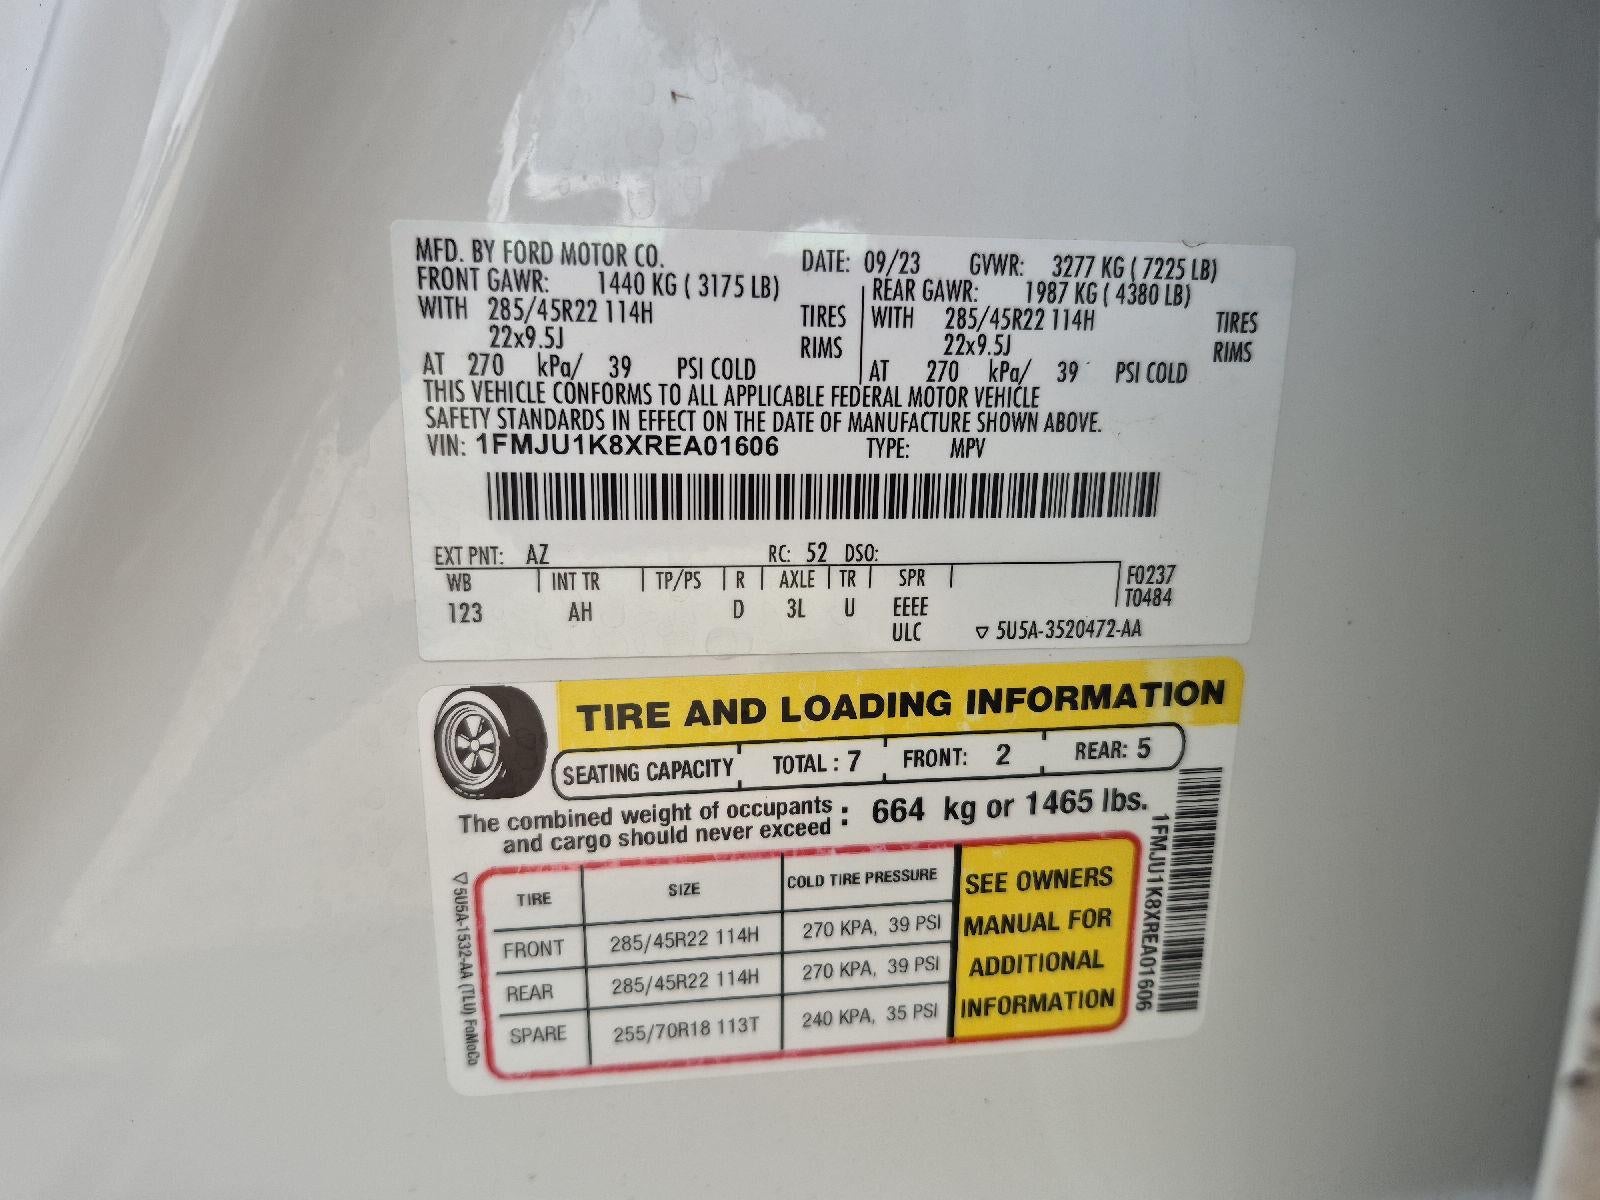 MFD. BY FORD MOTOR CO. DATE: 09/23 GVWR: 3277 KG ( 7225 LB)
FRONT GAWR: 1440 KG ( 3175 LB) REAR GAWR: 1987 KG ( 4380 LB)
WITH 285/45R22 114H TIRES WITH 285/45R22 114H TIRES
22x9.5J RIMS 22x9.5J RIMS
AT 270 kPa/ 39 PSI COLD AT 270 kPa/ 39 PSI COLD
THIS VEHICLE CONFORMS TO ALL APPLICABLE FEDERAL MOTOR VEHICLE
SAFETY STANDARDS IN EFFECT ON THE DATE OF MANUFACTURE SHOWN ABOVE.
VIN: 1FMJU1K8XREA01606 TYPE: MPV
EXT PNT: AZ RC: 52 DSO:
WB INT TR TP/PS R AXLE TR SPR F0237
123 AH D 3L U EEEE T0484
ULC ▽ 5U5A-3520472-AA
TIRE AND LOADING INFORMATION
SEATING CAPACITY TOTAL : 7 FRONT: 2 REAR: 5
The combined weight of occupants
and cargo should never exceed : 664 kg or 1465 lbs.
TIRE SIZE COLD TIRE PRESSURE
FRONT 285/45R22 114H 270 KPA, 39 PSI
REAR 285/45R22 114H 270 KPA, 39 PSI
SPARE 255/70R18 113T 240 KPA, 35 PSI
SEE OWNERS
MANUAL FOR
ADDITIONAL
INFORMATION
▽5U5A-1532-AA (TLU) FoMoCo
1FMJU1K8XREA01606